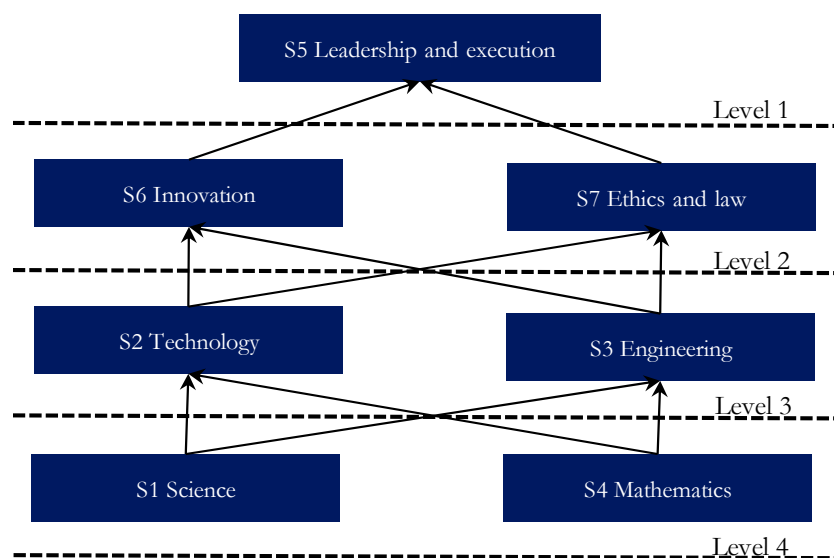 S5 Leadership and execution
Level 1
S6 Innovation
S7 Ethics and law
Level 2
S2 Technology
S3 Engineering
Level 3
S1 Science
S4 Mathematics
Level 4